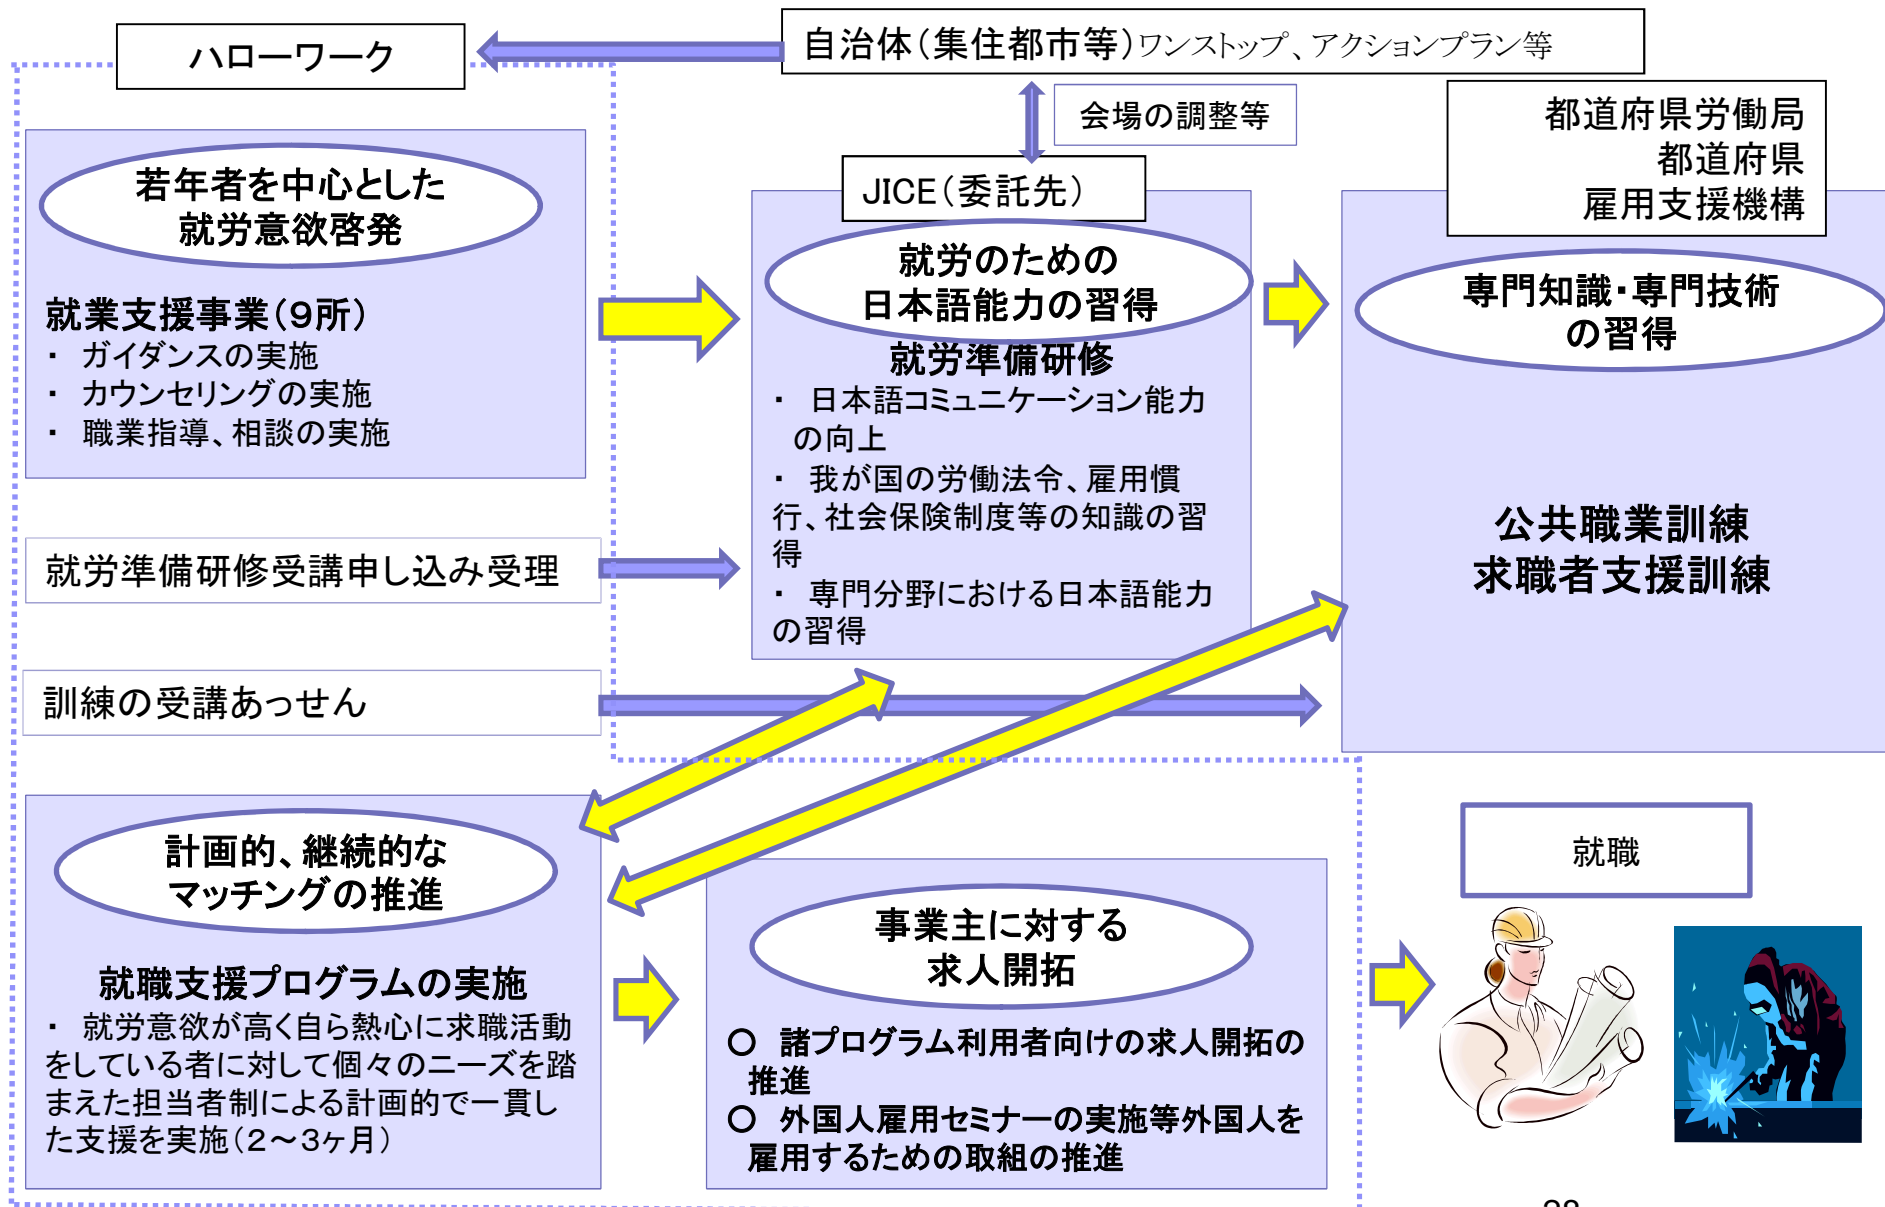 ハローワーク
自治体(集住都市等)ワンストップ、アクションプラン等
会場の調整等
都道府県労働局
都道府県
雇用支援機構
若年者を中心とした
就労意欲啓発
就業支援事業(9所)
・ ガイダンスの実施
・ カウンセリングの実施
・ 職業指導、相談の実施
JICE(委託先)
就労のための
日本語能力の習得
就労準備研修
・ 日本語コミュニケーション能力
の向上
・ 我が国の労働法令、雇用慣
行、社会保険制度等の知識の習
得
・ 専門分野における日本語能力
の習得
専門知識・専門技術
の習得
公共職業訓練
求職者支援訓練
就労準備研修受講申し込み受理
訓練の受講あっせん
計画的、継続的な
マッチングの推進
就職支援プログラムの実施
・ 就労意欲が高く自ら熱心に求職活動
をしている者に対して個々のニーズを踏
まえた担当者制による計画的で一貫し
た支援を実施(2~3ヶ月)
事業主に対する
求人開拓
○ 諸プログラム利用者向けの求人開拓の
推進
○ 外国人雇用セミナーの実施等外国人を
雇用するための取組の推進
就職